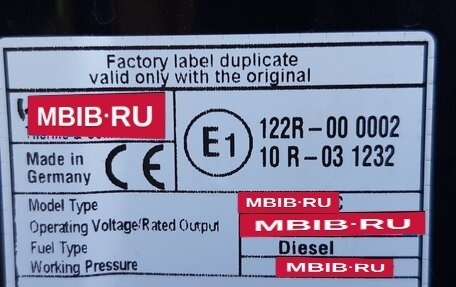 Factory label duplicate
valid only with the original
MBIB·RU
Made in
Germany
CE
E1
122R-00 0002
10 R-03 1232
Model Type MBIB·RU
Operating Voltage/Rated Output MBIB·RU
Fuel Type Diesel
Working Pressure MBIB·RU